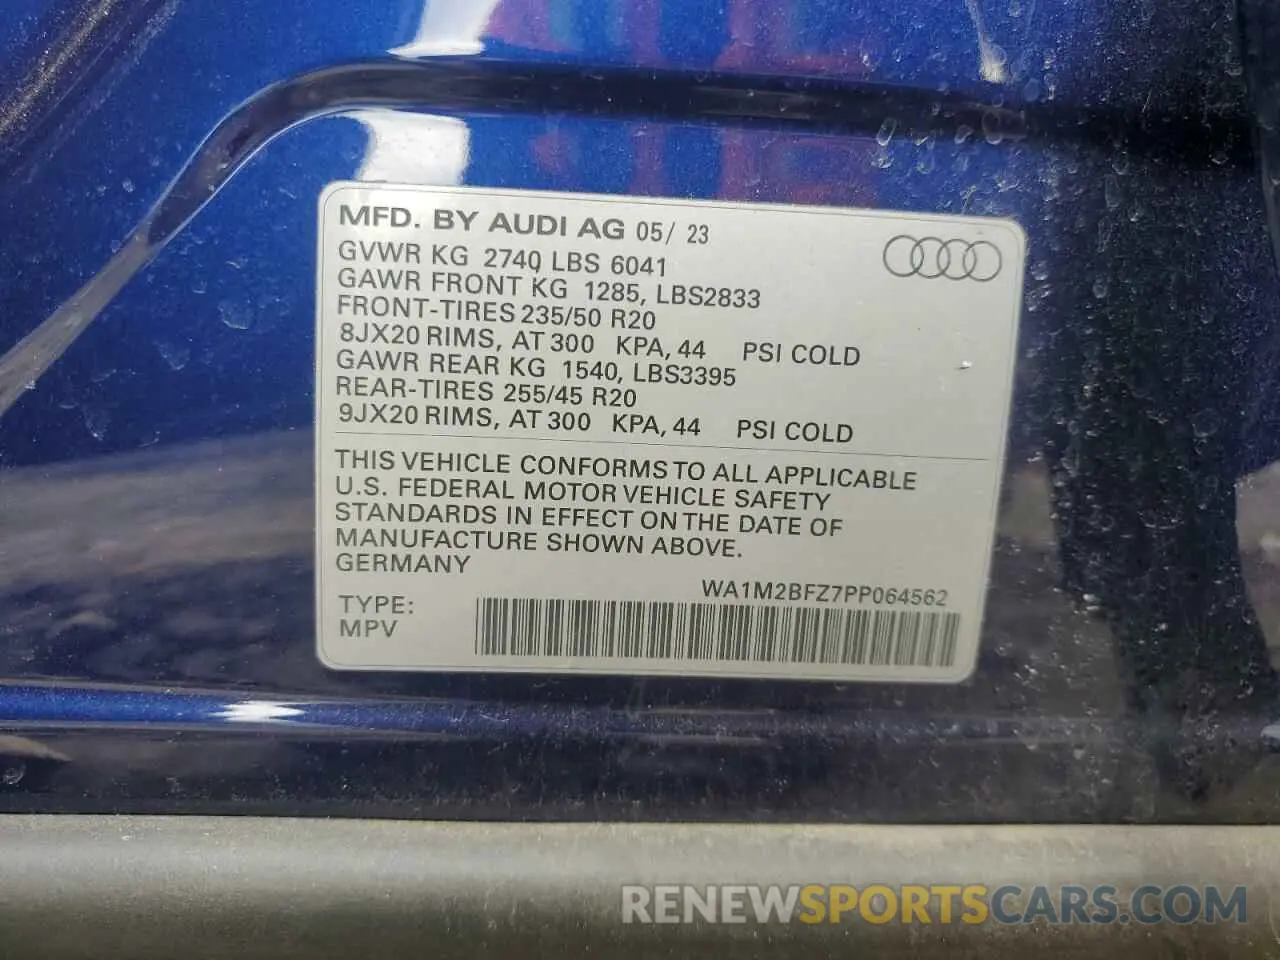 MFD. BY AUDI AG 05/ 23
GVWR KG 2740 LBS 6041
GAWR FRONT KG 1285, LBS2833
FRONT-TIRES 235/50 R20
8JX20 RIMS, AT 300 KPA, 44 PSI COLD
GAWR REAR KG 1540, LBS3395
REAR-TIRES 255/45 R20
9JX20 RIMS, AT 300 KPA, 44 PSI COLD
THIS VEHICLE CONFORMS TO ALL APPLICABLE
U.S. FEDERAL MOTOR VEHICLE SAFETY
STANDARDS IN EFFECT ON THE DATE OF
MANUFACTURE SHOWN ABOVE.
GERMANY
WA1M2BFZ7PP064562
TYPE:
MPV
RENEWSPORTSCARS.COM